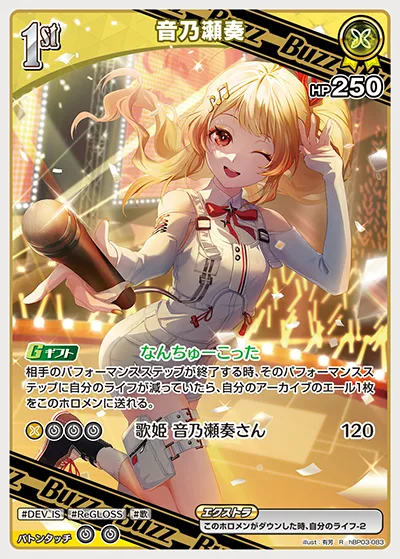 Buzz Buzz Buzz
1st
音乃瀬奏
HP250
Gギフト なんちゅーこった
相手のパフォーマンスステップが終了する時、そのパフォーマンスス
テップに自分のライフが減っていたら、自分のアーカイブのエール1枚
をこのホロメンに送れる。
歌姫 音乃瀬奏さん 120
Buzz Buzz Buzz
#DEV_IS #ReGLOSS #歌
エクストラ
このホロメンがダウンした時、自分のライフ-2
バトンタッチ
illust:有芳 R hBP03-083